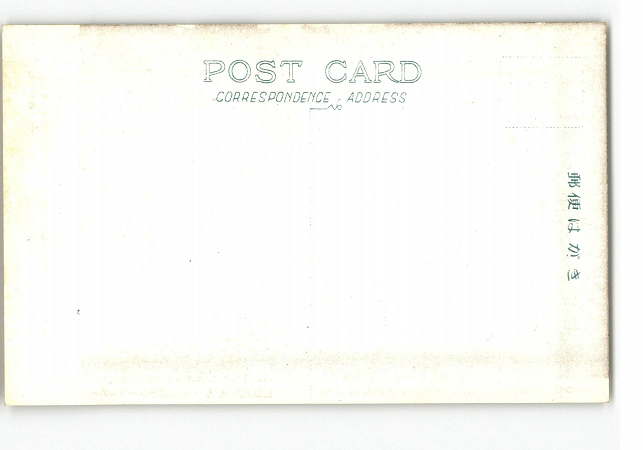 POST CARD
CORRESPONDENCE ADDRESS
郵便はがき